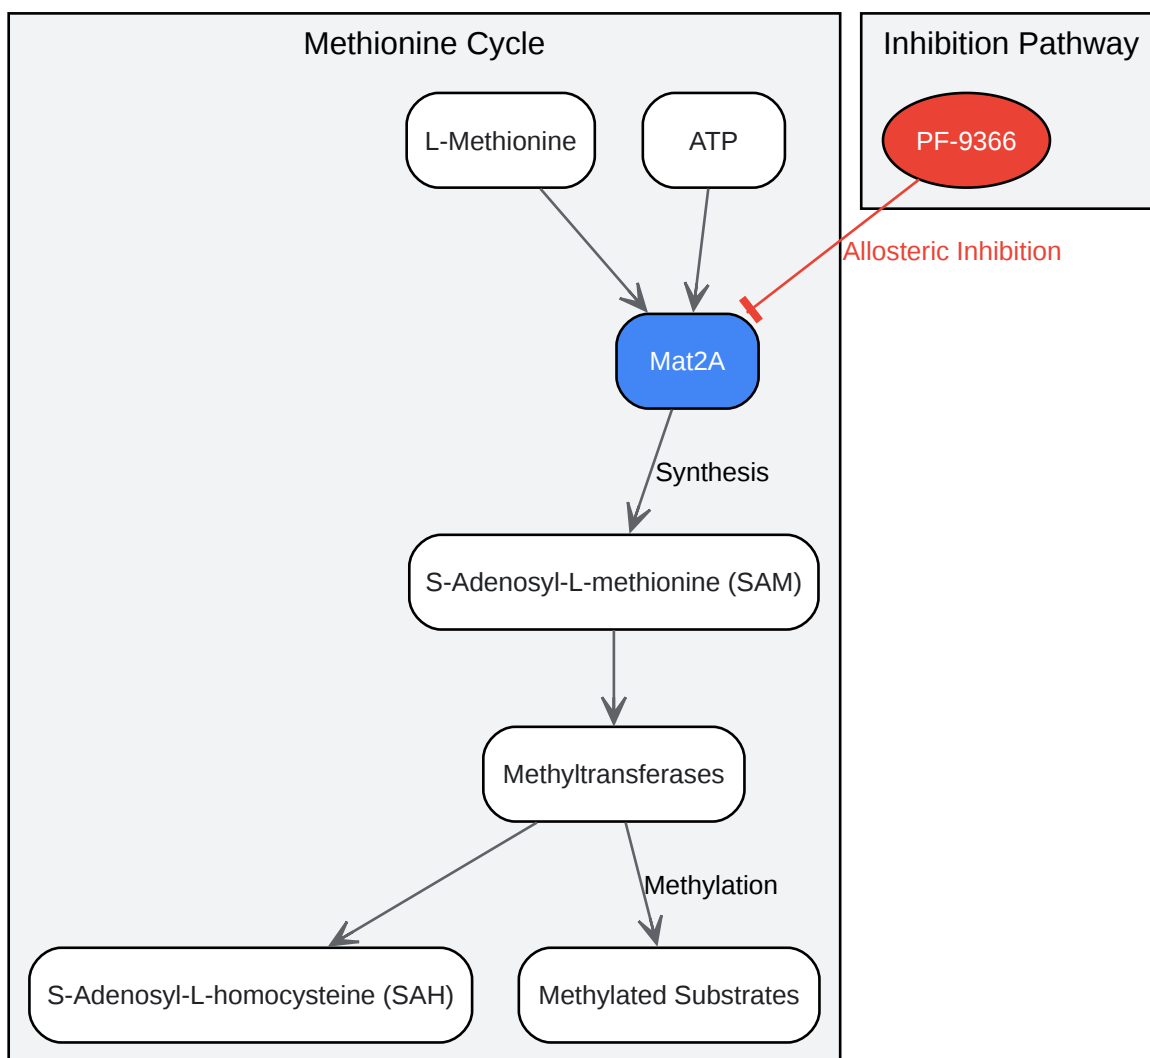 Methionine Cycle
Inhibition Pathway
L-Methionine
ATP
PF-9366
Allosteric Inhibition
Mat2A
Synthesis
S-Adenosyl-L-methionine (SAM)
Methyltransferases
Methylation
S-Adenosyl-L-homocysteine (SAH)
Methylated Substrates